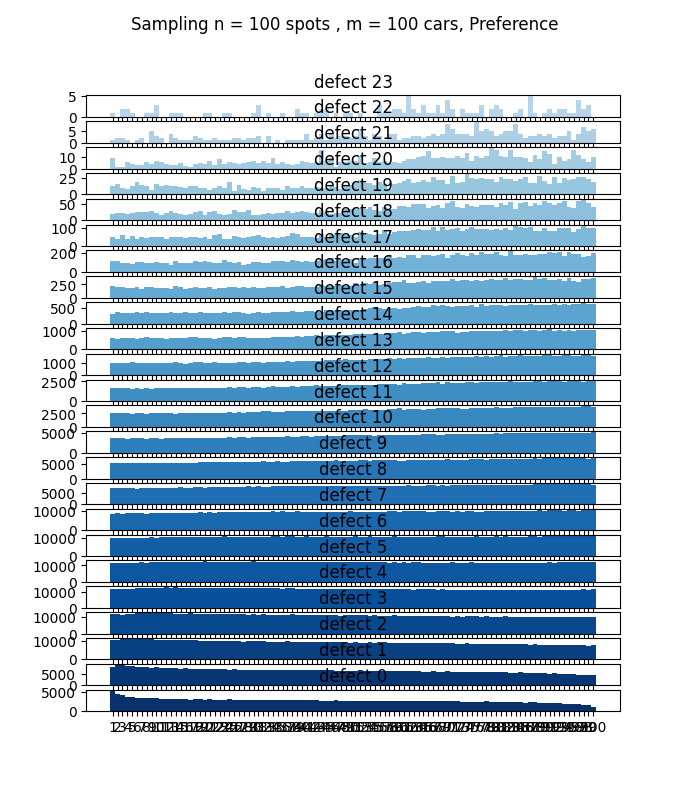 Sampling n = 100 spots , m = 100 cars, Preference
defect 23
5
0
defect 22
5
0
defect 21
10
0
defect 20
25
0
defect 19
50
0
defect 18
100
0
defect 17
200
0
defect 16
250
0
defect 15
500
0
defect 14
1000
0
defect 13
1000
0
defect 12
2500
0
defect 11
2500
0
defect 10
5000
0
defect 9
5000
0
defect 8
5000
0
defect 7
10000
0
defect 6
10000
0
defect 5
10000
0
defect 4
10000
0
defect 3
10000
0
defect 2
10000
0
defect 1
5000
0
defect 0
5000
0